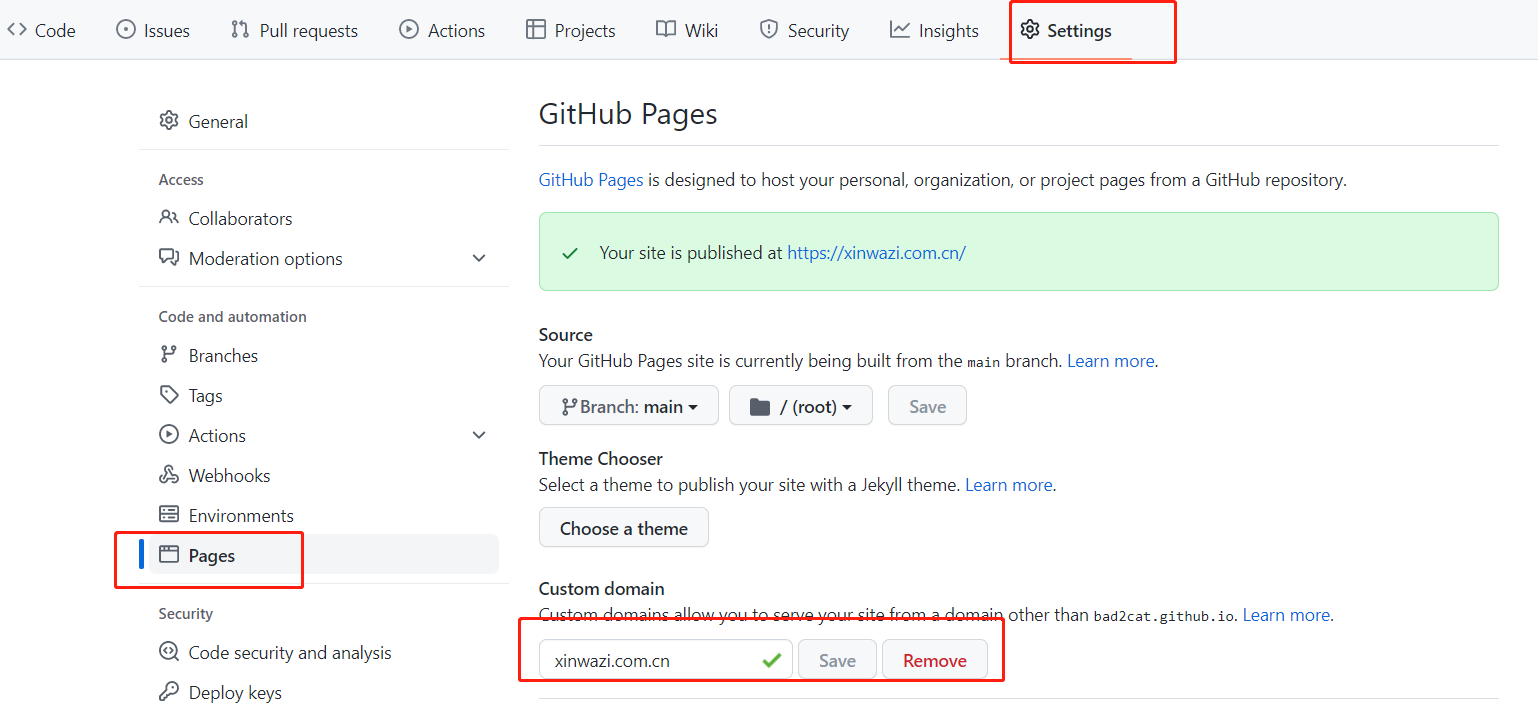 Code Issues Pull requests Actions Projects Wiki Security Insights Settings
General
Access
Collaborators
Moderation options
Code and automation
Branches
Tags
Actions
Webhooks
Environments
Pages
Security
Code security and analysis
Deploy keys
GitHub Pages
GitHub Pages is designed to host your personal, organization, or project pages from a GitHub repository.
Your site is published at https://xinwazi.com.cn/
Source
Your GitHub Pages site is currently being built from the main branch. Learn more.
Branch: main / (root) Save
Theme Chooser
Select a theme to publish your site with a Jekyll theme. Learn more.
Choose a theme
Custom domain
Custom domains allow you to serve your site from a domain other than bad2cat.github.io. Learn more.
xinwazi.com.cn Save Remove